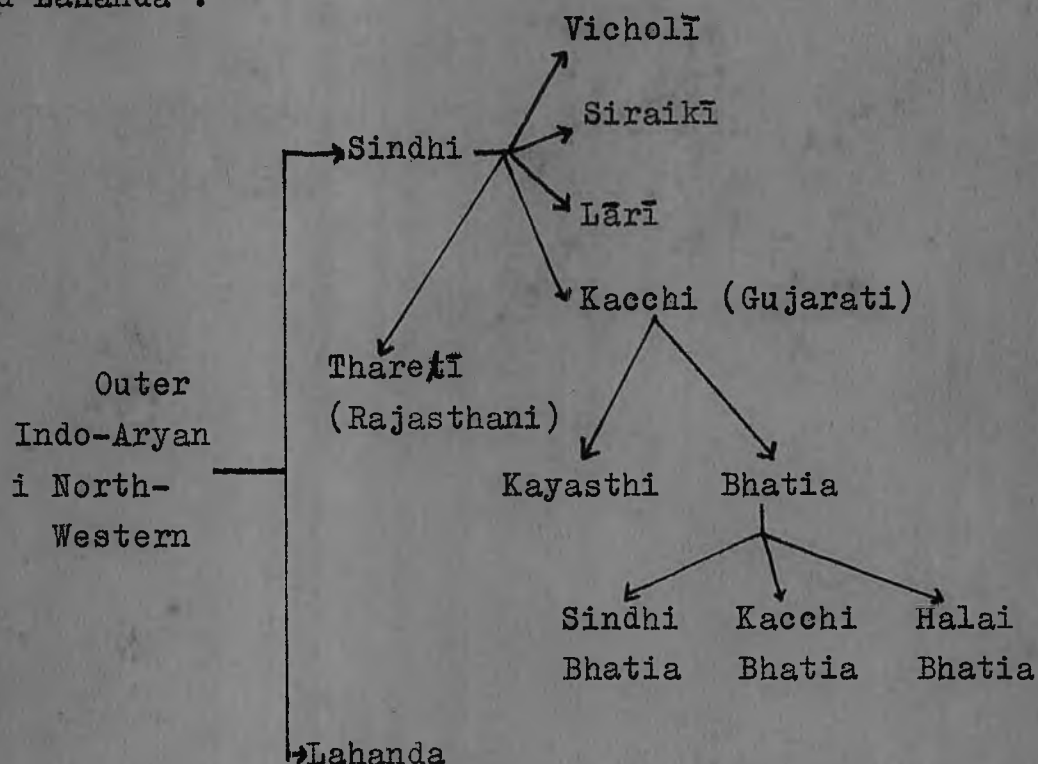 Lahanda .
Vicholī
Siraikī
Sindhi
Lārī
Kacchi (Gujarati)
Tharetī
(Rajasthani)
Outer
Indo-Aryan
i North-
Western
Kayasthi Bhatia
Sindhi Kacchi Halai
Bhatia Bhatia Bhatia
Lahanda